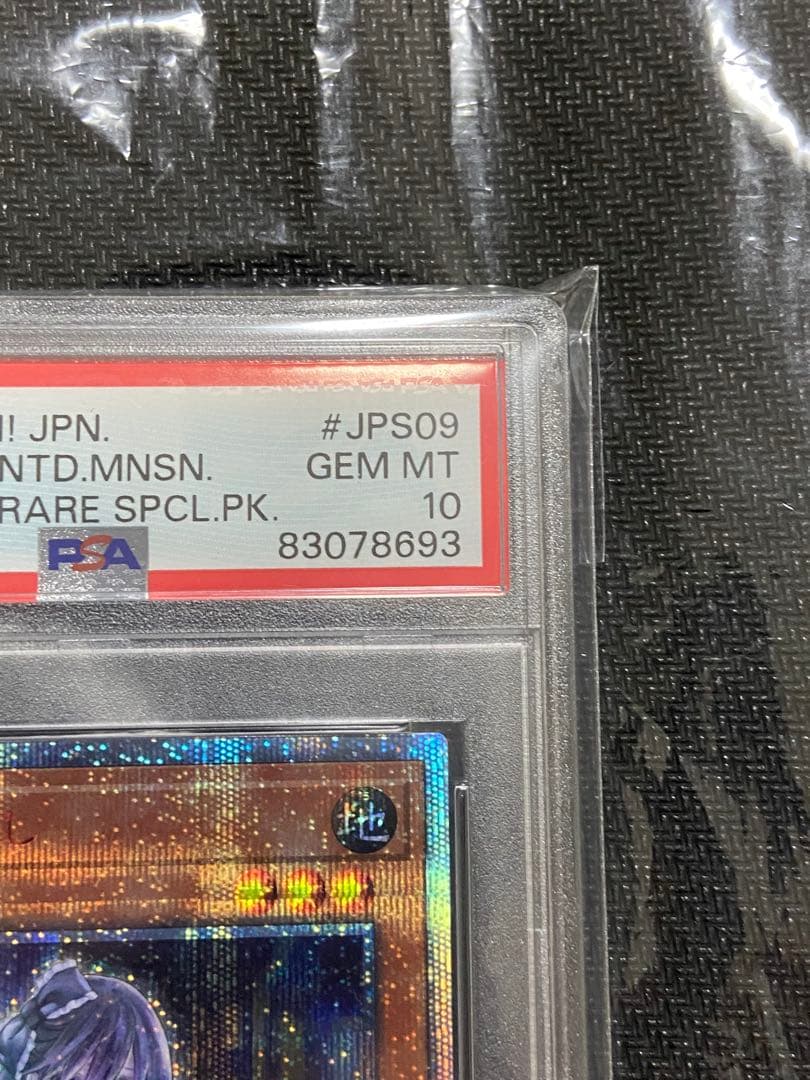 ! JPN. #JPS09
NTD.MNSN. GEM MT
RARE SPCL.PK. 10
PSA 83078693
地